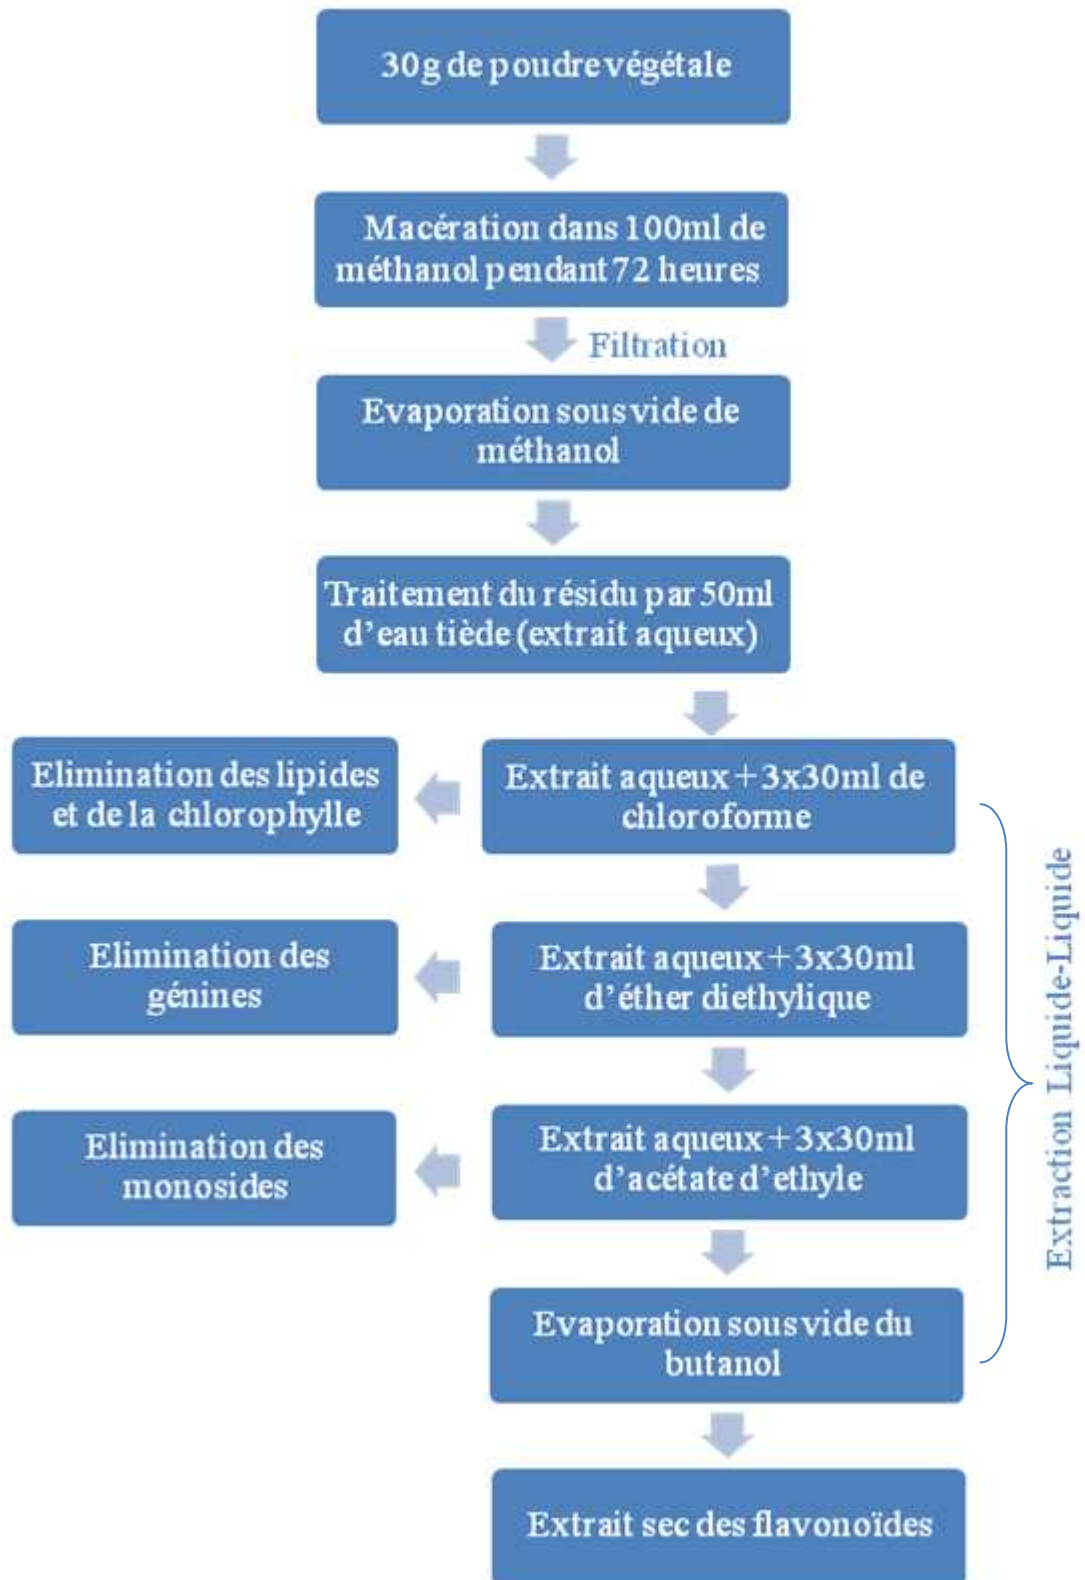 30g de poudre végétale
Macération dans 100ml de
méthanol pendant 72 heures
Filtration
Evaporation sous vide de
méthanol
Traitement du résidu par 50ml
d’eau tiède (extrait aqueux)
Elimination des lipides
et de la chlorophylle
Extrait aqueux+3x30ml de
chloroforme
Elimination des
génines
Extrait aqueux+3x30ml
d’éther diethylique
Elimination des
monosides
Extrait aqueux+3x30ml
d’acétate d’ethyle
Evaporation sous vide du
butanol
Extrait sec des flavonoïdes
Extraction Liquide-Liquide